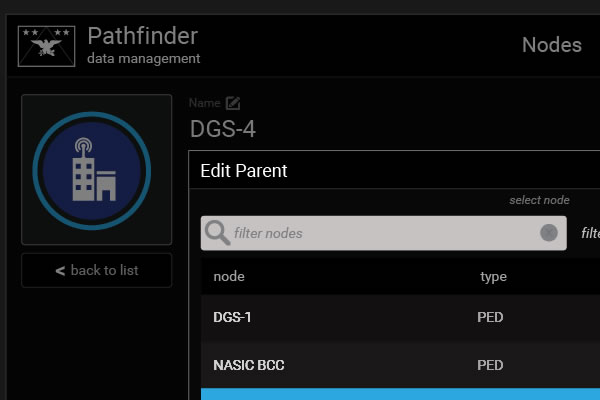 Pathfinder
data management
Nodes
Name
DGS-4
Edit Parent
select node
filter nodes
filte
node type
DGS-1 PED
NASIC BCC PED
< back to list